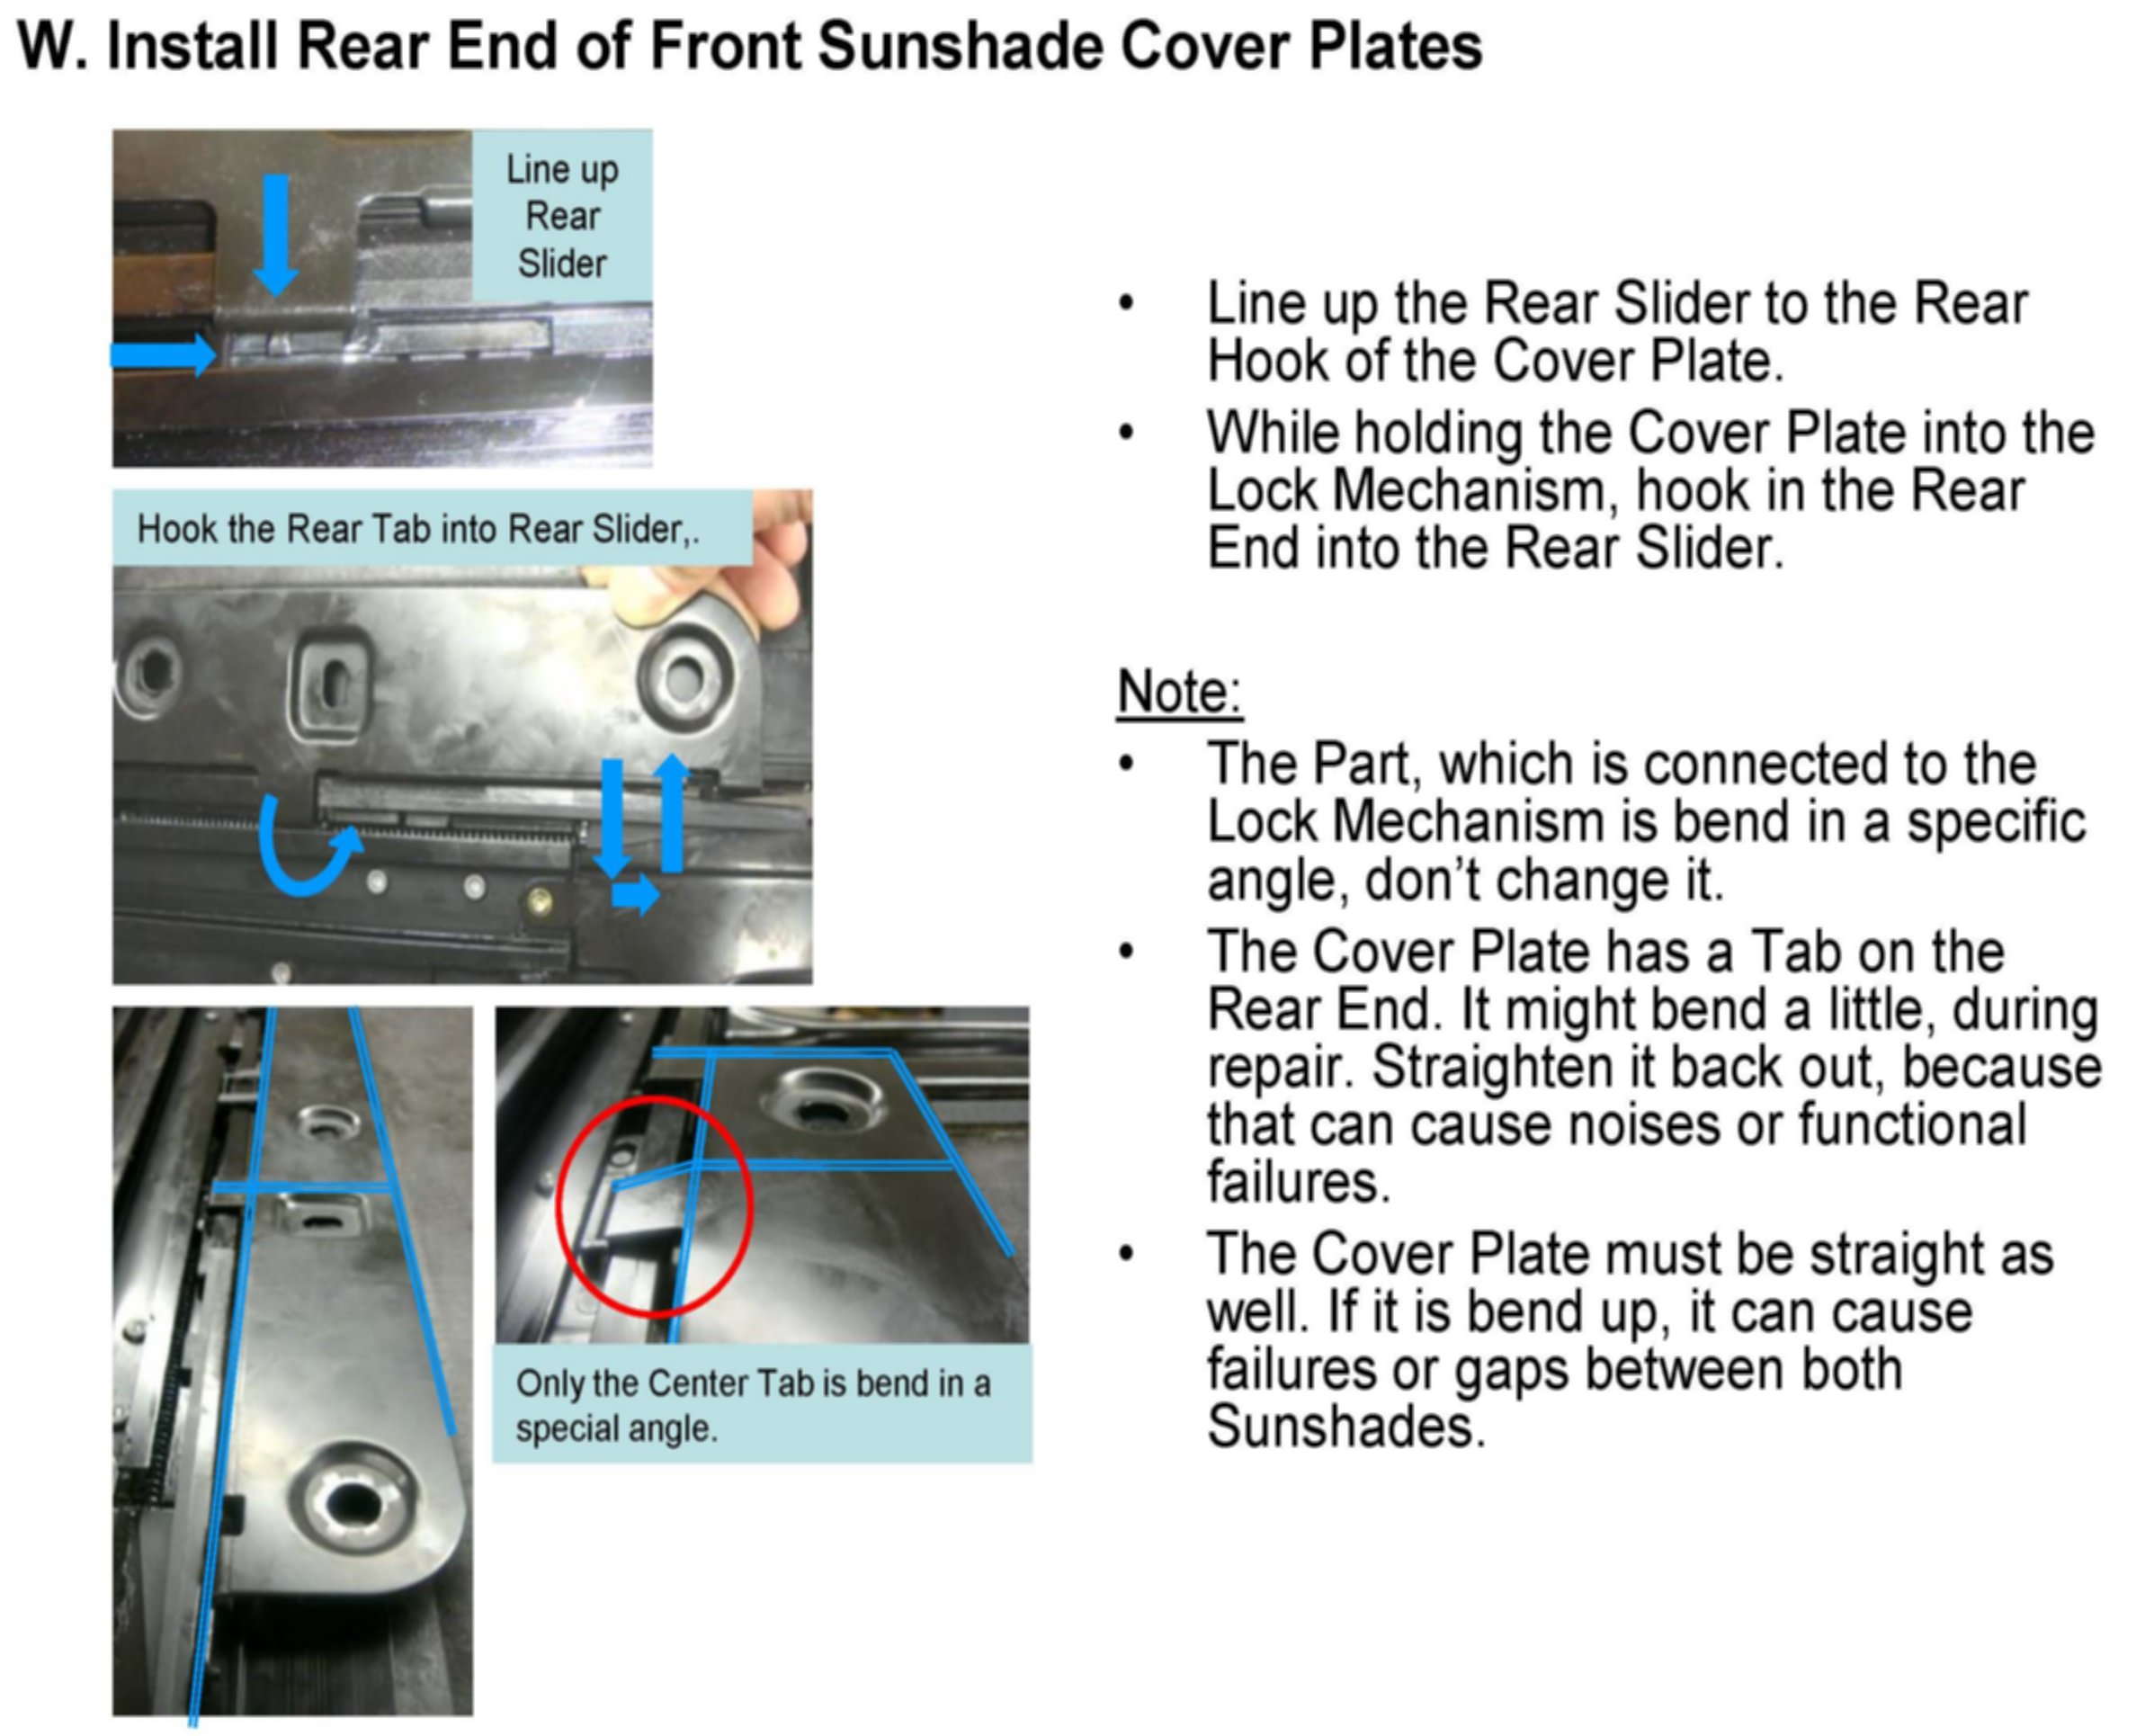 W. Install Rear End of Front Sunshade Cover Plates
Line up
Rear
Slider
Hook the Rear Tab into Rear Slider,.
Only the Center Tab is bend in a
special angle.
• Line up the Rear Slider to the Rear
Hook of the Cover Plate.
• While holding the Cover Plate into the
Lock Mechanism, hook in the Rear
End into the Rear Slider.
Note:
• The Part, which is connected to the
Lock Mechanism is bend in a specific
angle, don’t change it.
• The Cover Plate has a Tab on the
Rear End. It might bend a little, during
repair. Straighten it back out, because
that can cause noises or functional
failures.
• The Cover Plate must be straight as
well. If it is bend up, it can cause
failures or gaps between both
Sunshades.